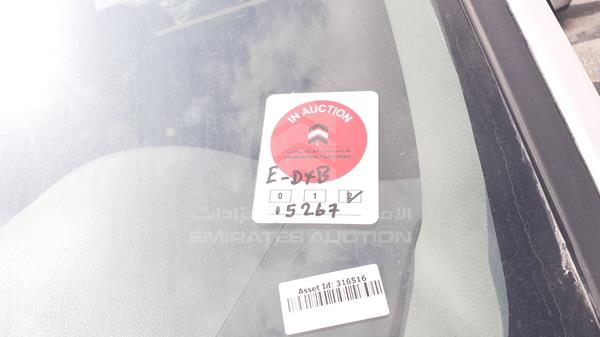 IN AUCTION
EMIRATES AUCTION
E-DXB
0 1
15267
EMIRATES AUCTION
Asset Id: 316516